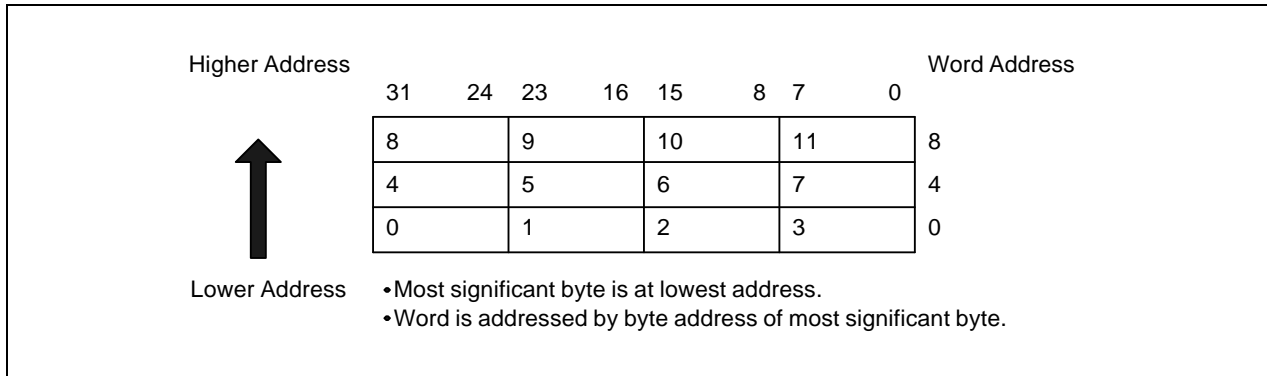 Higher Address Word Address
31 24 23 16 15 8 7 0
8 9 10 11 8
4 5 6 7 4
0 1 2 3 0
Lower Address •Most significant byte is at lowest address.
•Word is addressed by byte address of most significant byte.